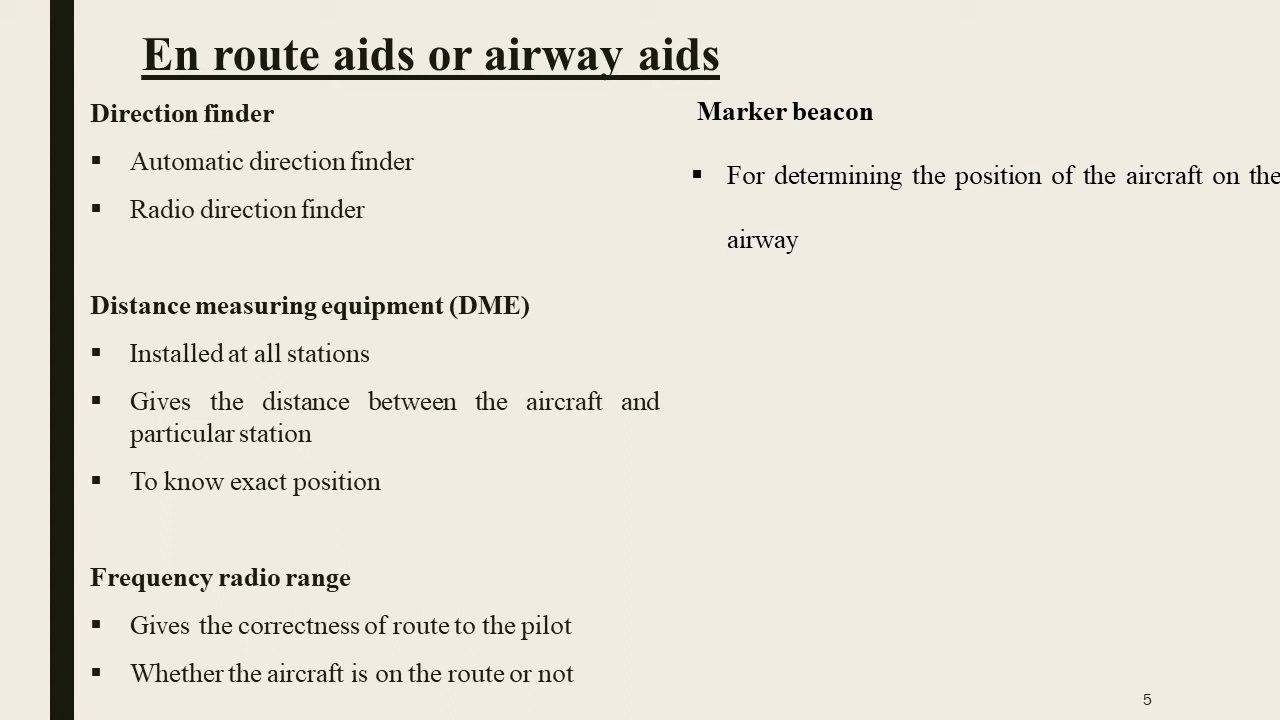 En route aids or airway aids
Direction finder
▪ Automatic direction finder
▪ Radio direction finder
Distance measuring equipment (DME)
▪ Installed at all stations
▪ Gives the distance between the aircraft and
particular station
▪ To know exact position
Frequency radio range
▪ Gives the correctness of route to the pilot
▪ Whether the aircraft is on the route or not
Marker beacon
▪ For determining the position of the aircraft on the
airway
5